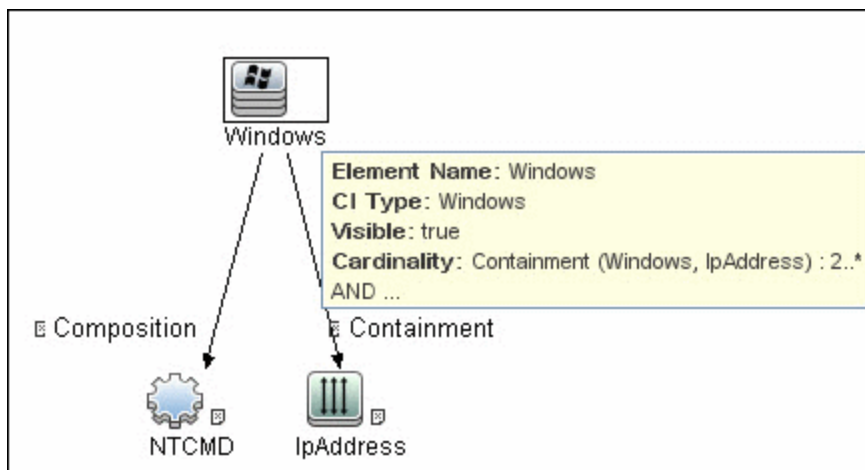 Windows
Element Name: Windows
CI Type: Windows
Visible: true
Cardinality: Containment (Windows, IpAddress) : 2..*
AND ...
Composition
Containment
NTCMD
IpAddress